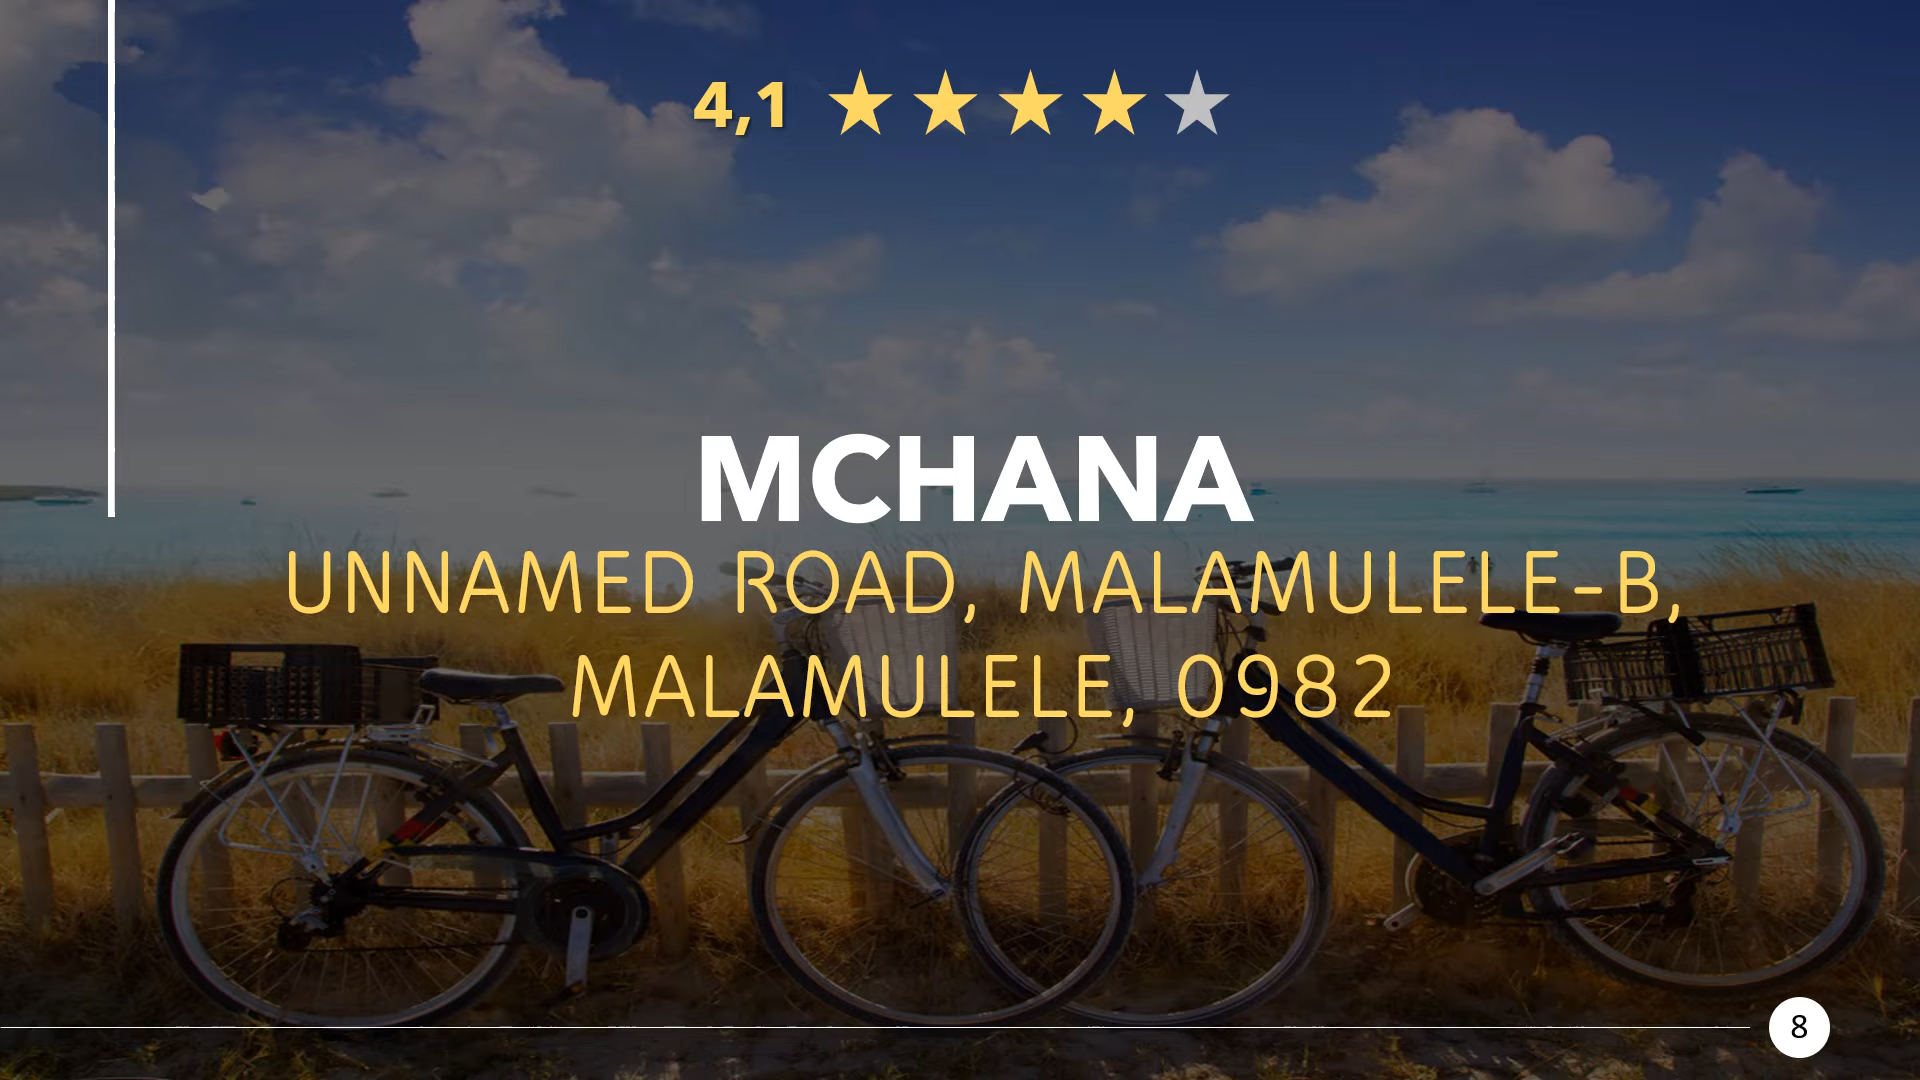 4,1
MCHANA
UNNAMED ROAD, MALAMULELE-B,
MALAMULELE, 0982
8